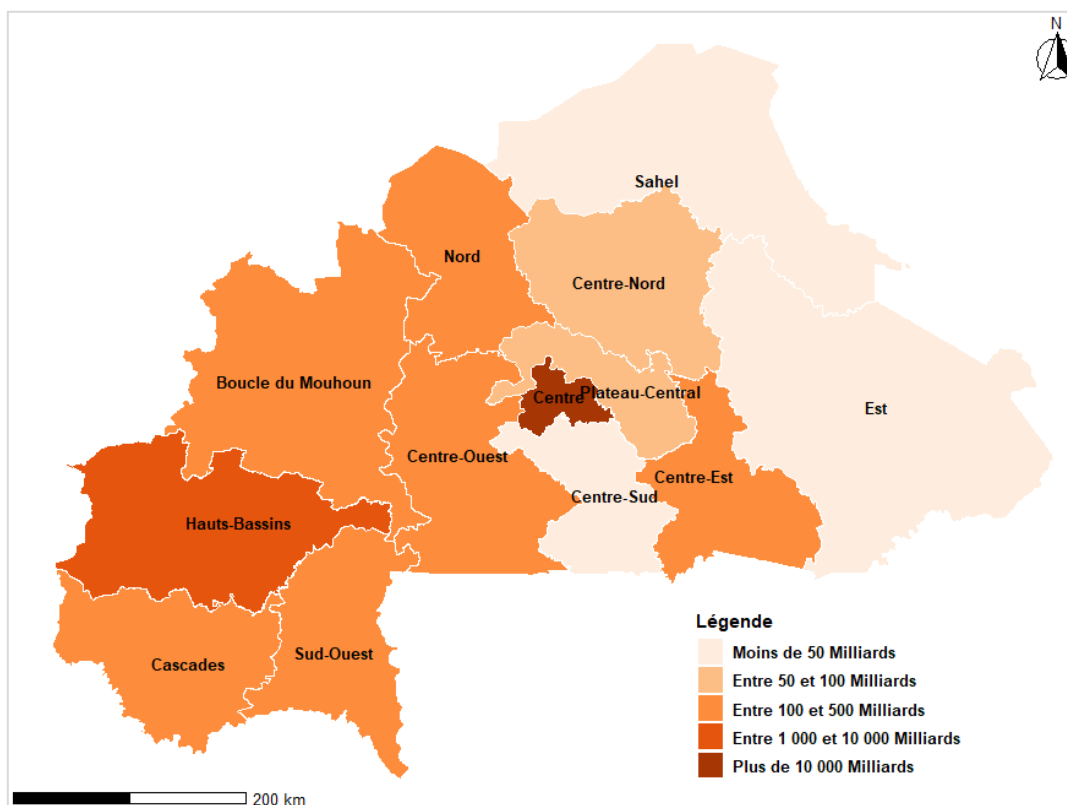 N
Sahel
Nord
Centre-Nord
Boucle du Mouhoun
Centre
Plateau-Central
Est
Centre-Ouest
Centre-Est
Centre-Sud
Hauts-Bassins
Cascades
Sud-Ouest
Légende
Moins de 50 Milliards
Entre 50 et 100 Milliards
Entre 100 et 500 Milliards
Entre 1 000 et 10 000 Milliards
Plus de 10 000 Milliards
200 km